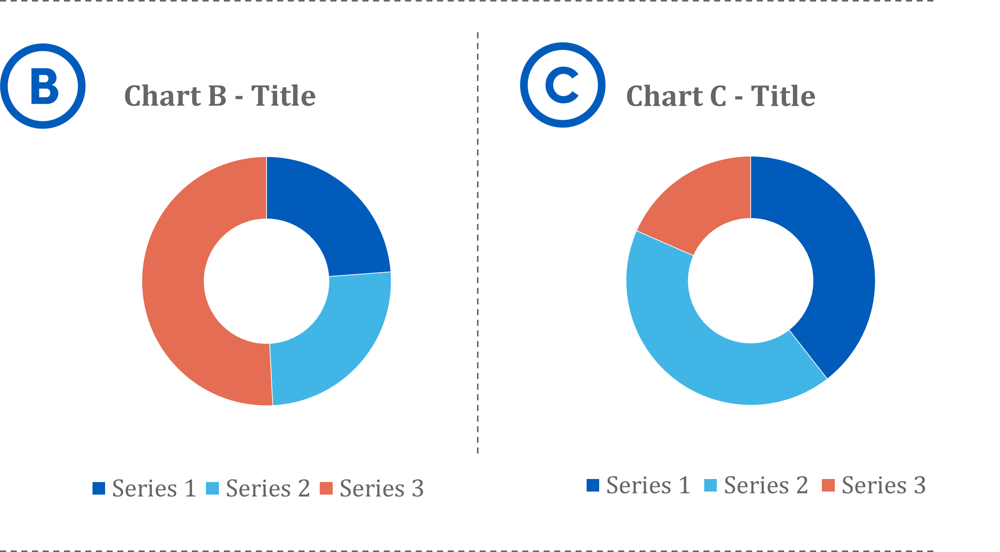 B
Chart B - Title
Series 1 Series 2 Series 3
C
Chart C - Title
Series 1 Series 2 Series 3